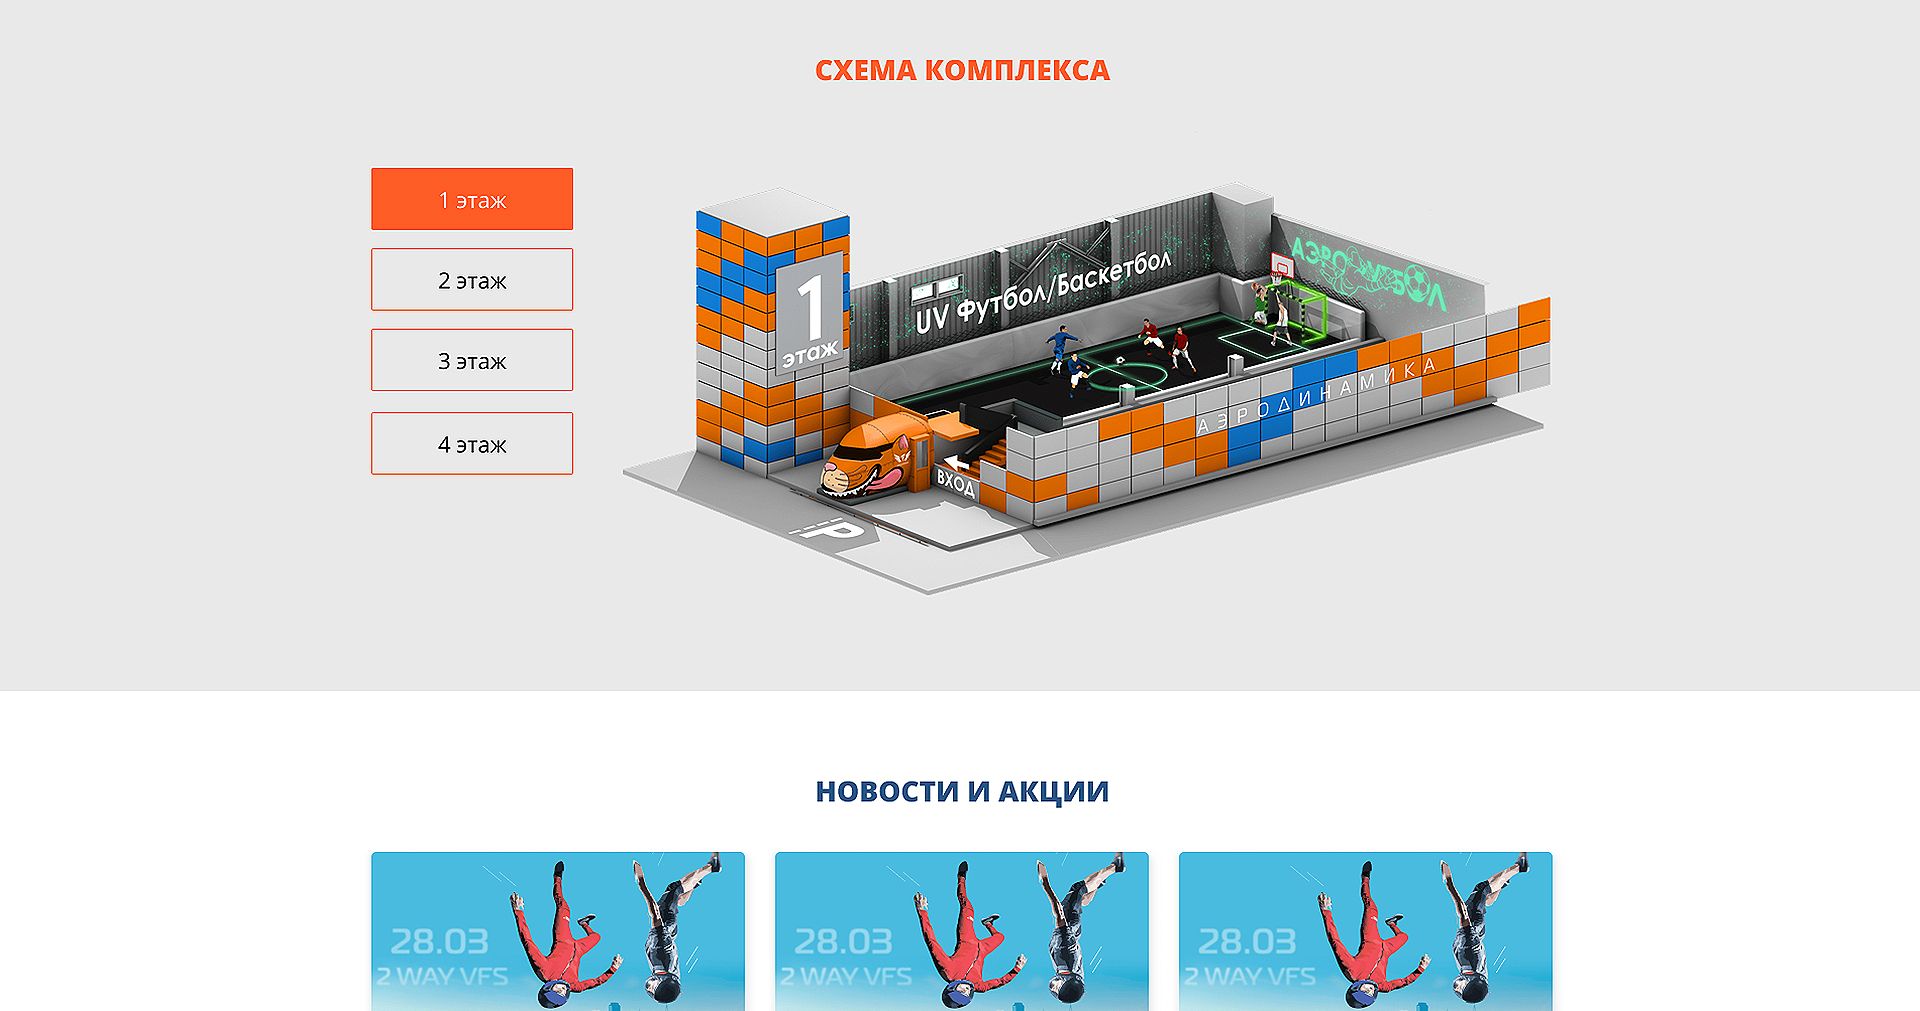 СХЕМА КОМПЛЕКСА
1 этаж
2 этаж
3 этаж
4 этаж
1
этаж
UV Футбол/Баскетбол
АЭРОФУТБОЛ
АЭРОДИНАМИКА
ВХОД
P
НОВОСТИ И АКЦИИ
28.03
2 WAY VFS
28.03
2 WAY VFS
28.03
2 WAY VFS